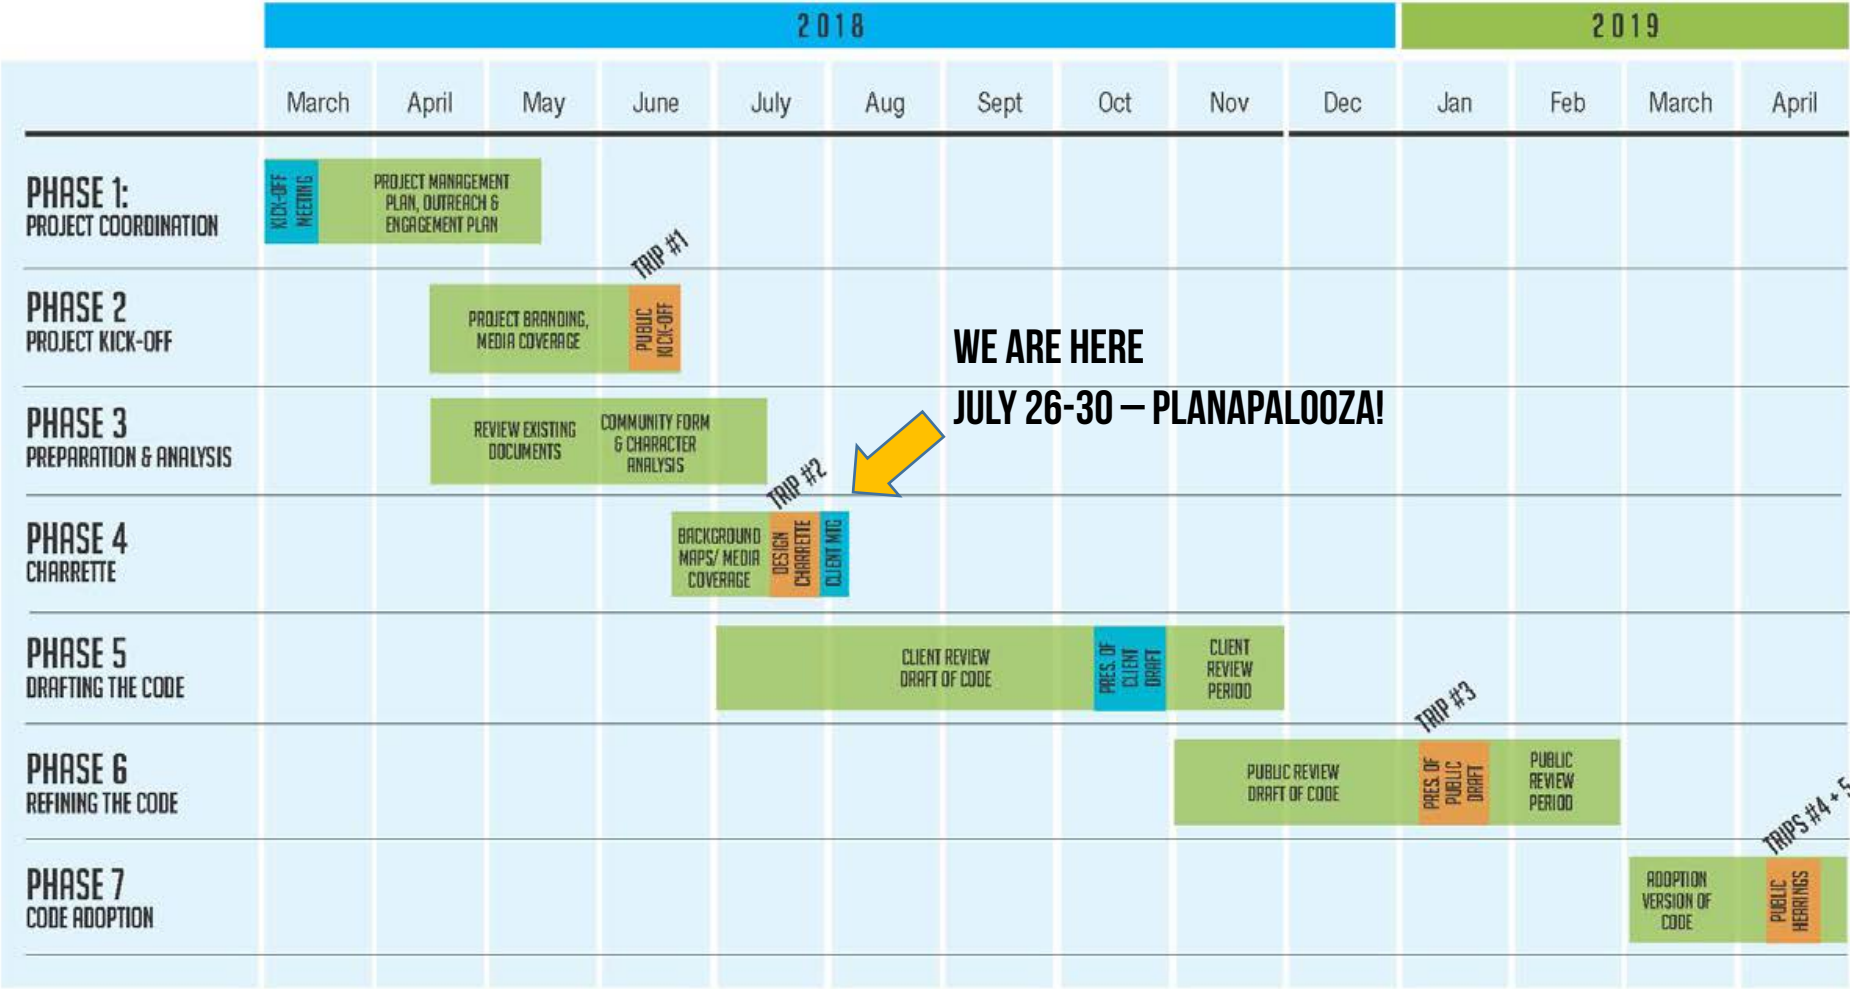 2018
2019
March April May June July Aug Sept Oct Nov Dec Jan Feb March April
PHASE 1:
PROJECT COORDINATION
KICK-OFF
MEETING
PROJECT MANAGEMENT
PLAN, OUTREACH &
ENGAGEMENT PLAN
TRIP #1
PHASE 2
PROJECT KICK-OFF
PROJECT BRANDING,
MEDIA COVERAGE
PUBLIC
KICK-OFF
WE ARE HERE
JULY 26-30 – PLANAPALOOZA!
PHASE 3
PREPARATION & ANALYSIS
REVIEW EXISTING
DOCUMENTS
COMMUNITY FORM
& CHARACTER
ANALYSIS
TRIP #2
PHASE 4
CHARRETTE
BACKGROUND
MAPS/ MEDIA
COVERAGE
DESIGN
CHARRETTE
CLIENT MTG
PHASE 5
DRAFTING THE CODE
CLIENT REVIEW
DRAFT OF CODE
PRES. OF
CLIENT
DRAFT
CLIENT
REVIEW
PERIOD
TRIP #3
PHASE 6
REFINING THE CODE
PUBLIC REVIEW
DRAFT OF CODE
PRES. OF
PUBLIC
DRAFT
PUBLIC
REVIEW
PERIOD
TRIPS #4 + 5
PHASE 7
CODE ADOPTION
ADOPTION
VERSION OF
CODE
PUBLIC
HEARINGS